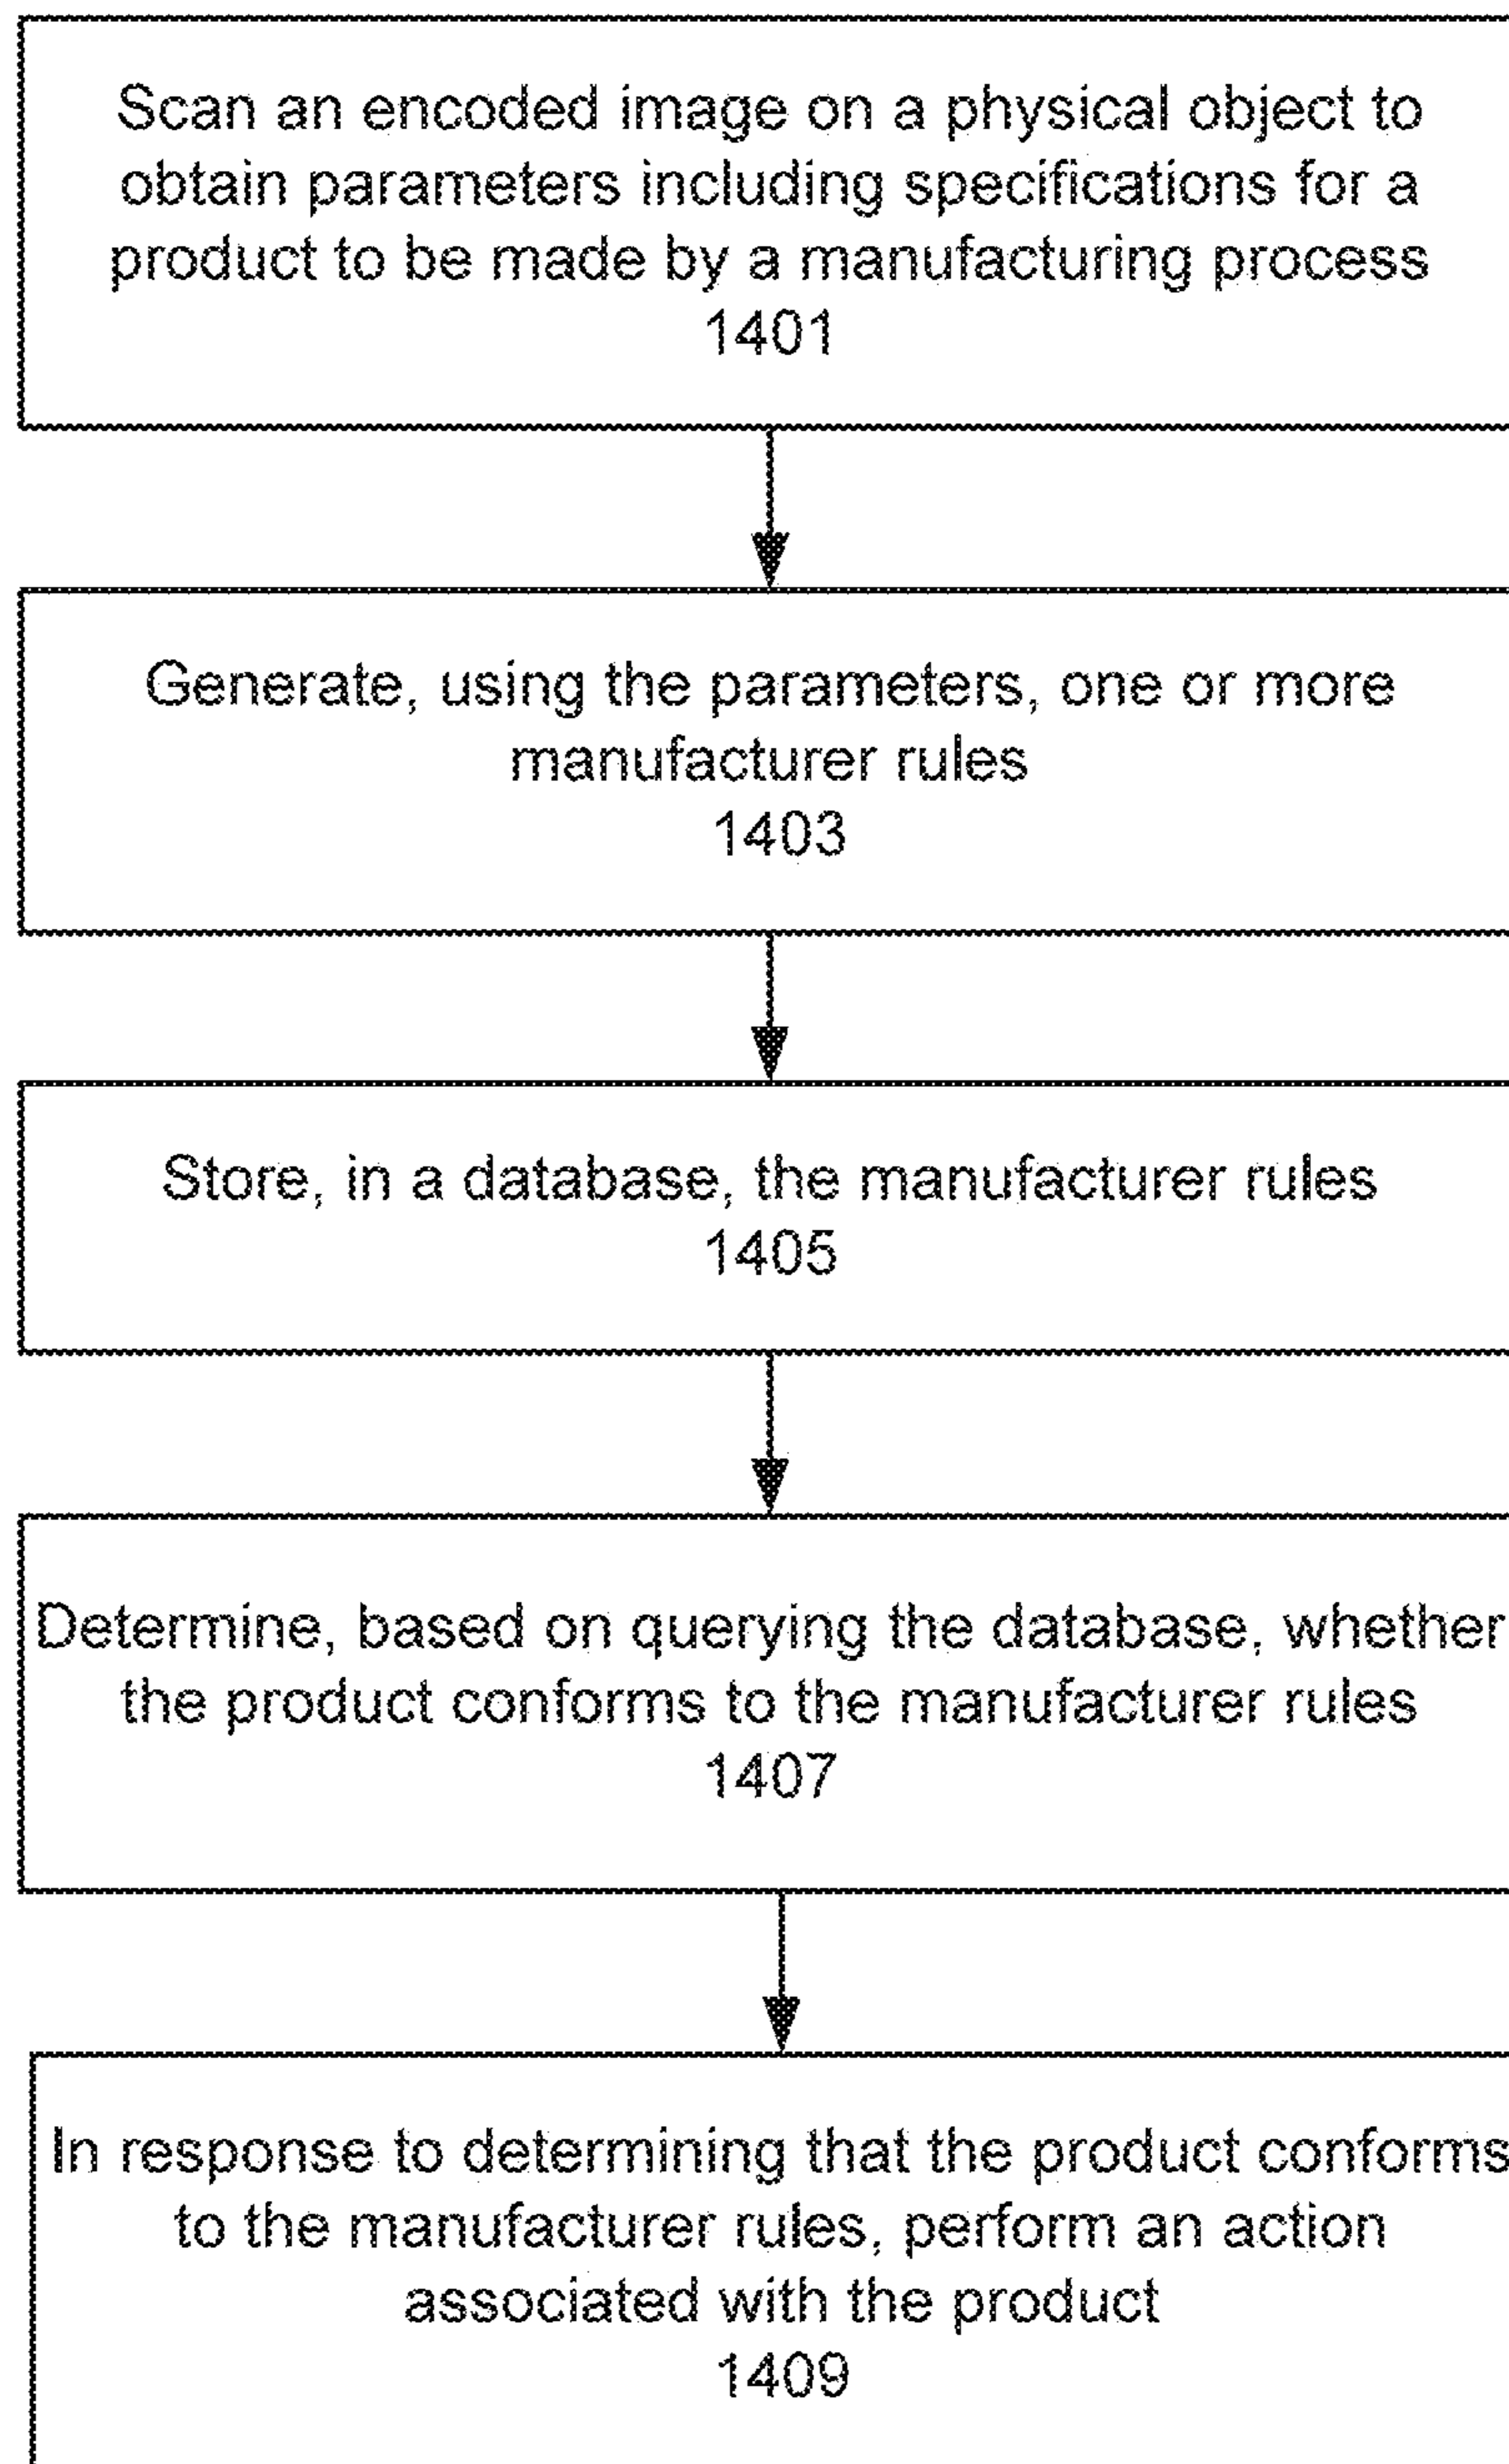 Scan an encoded image on a physical object to
obtain parameters including specifications for a
product to be made by a manufacturing process
1401
Generate, using the parameters, one or more
manufacturer rules
1403
Store, in a database, the manufacturer rules
1405
Determine, based on querying the database, whether
the product conforms to the manufacturer rules
1407
In response to determining that the product conforms
to the manufacturer rules, perform an action
associated with the product
1409